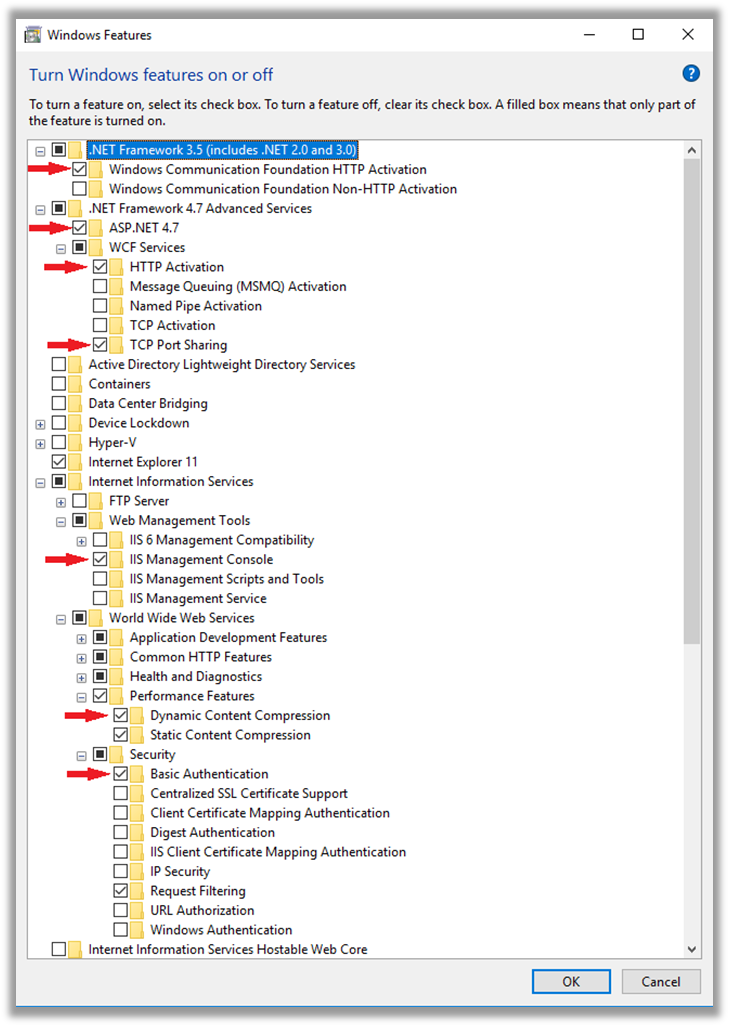 Windows Features
Turn Windows features on or off
To turn a feature on, select its check box. To turn a feature off, clear its check box. A filled box means that only part of
the feature is turned on.
.NET Framework 3.5 (includes .NET 2.0 and 3.0)
Windows Communication Foundation HTTP Activation
Windows Communication Foundation Non-HTTP Activation
.NET Framework 4.7 Advanced Services
ASP.NET 4.7
WCF Services
HTTP Activation
Message Queuing (MSMQ) Activation
Named Pipe Activation
TCP Activation
TCP Port Sharing
Active Directory Lightweight Directory Services
Containers
Data Center Bridging
Device Lockdown
Hyper-V
Internet Explorer 11
Internet Information Services
FTP Server
Web Management Tools
IIS 6 Management Compatibility
IIS Management Console
IIS Management Scripts and Tools
IIS Management Service
World Wide Web Services
Application Development Features
Common HTTP Features
Health and Diagnostics
Performance Features
Dynamic Content Compression
Static Content Compression
Security
Basic Authentication
Centralized SSL Certificate Support
Client Certificate Mapping Authentication
Digest Authentication
IIS Client Certificate Mapping Authentication
IP Security
Request Filtering
URL Authorization
Windows Authentication
Internet Information Services Hostable Web Core
OK Cancel